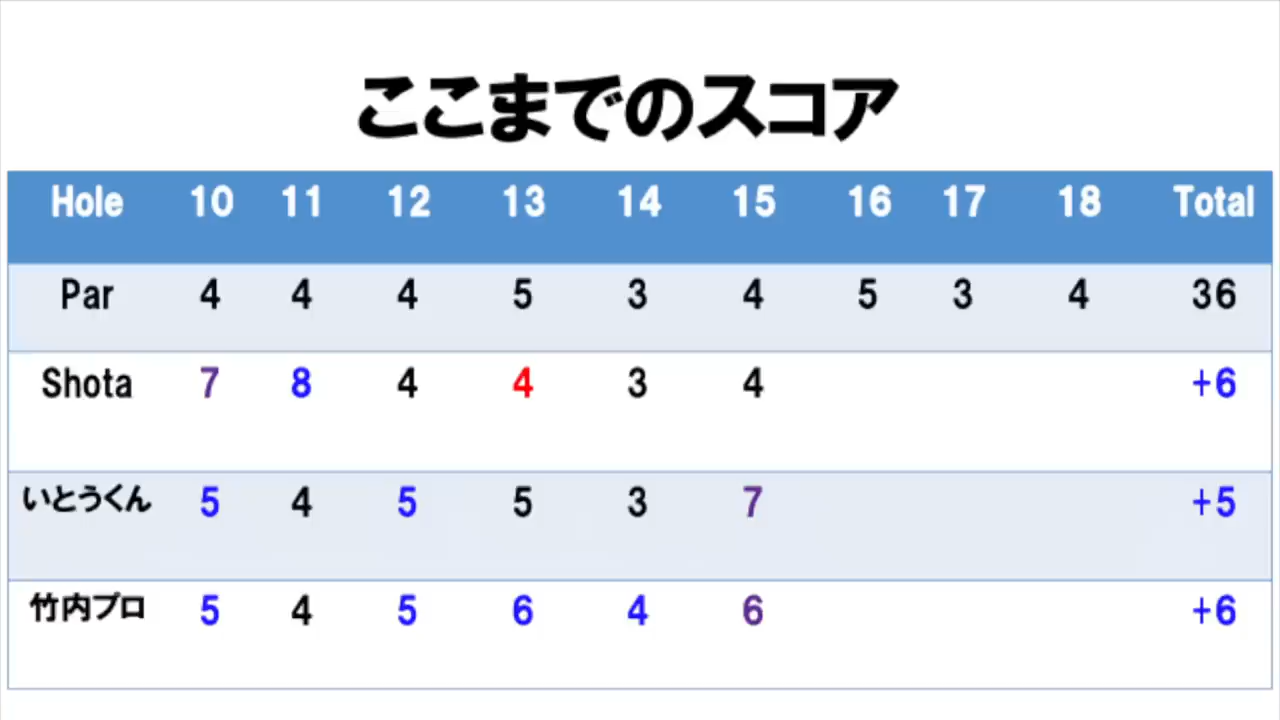 ここまでのスコア
Hole 10 11 12 13 14 15 16 17 18 Total
Par 4 4 4 5 3 4 5 3 4 36
Shota 7 8 4 4 3 4 +6
いとうくん 5 4 5 5 3 7 +5
竹内プロ 5 4 5 6 4 6 +6